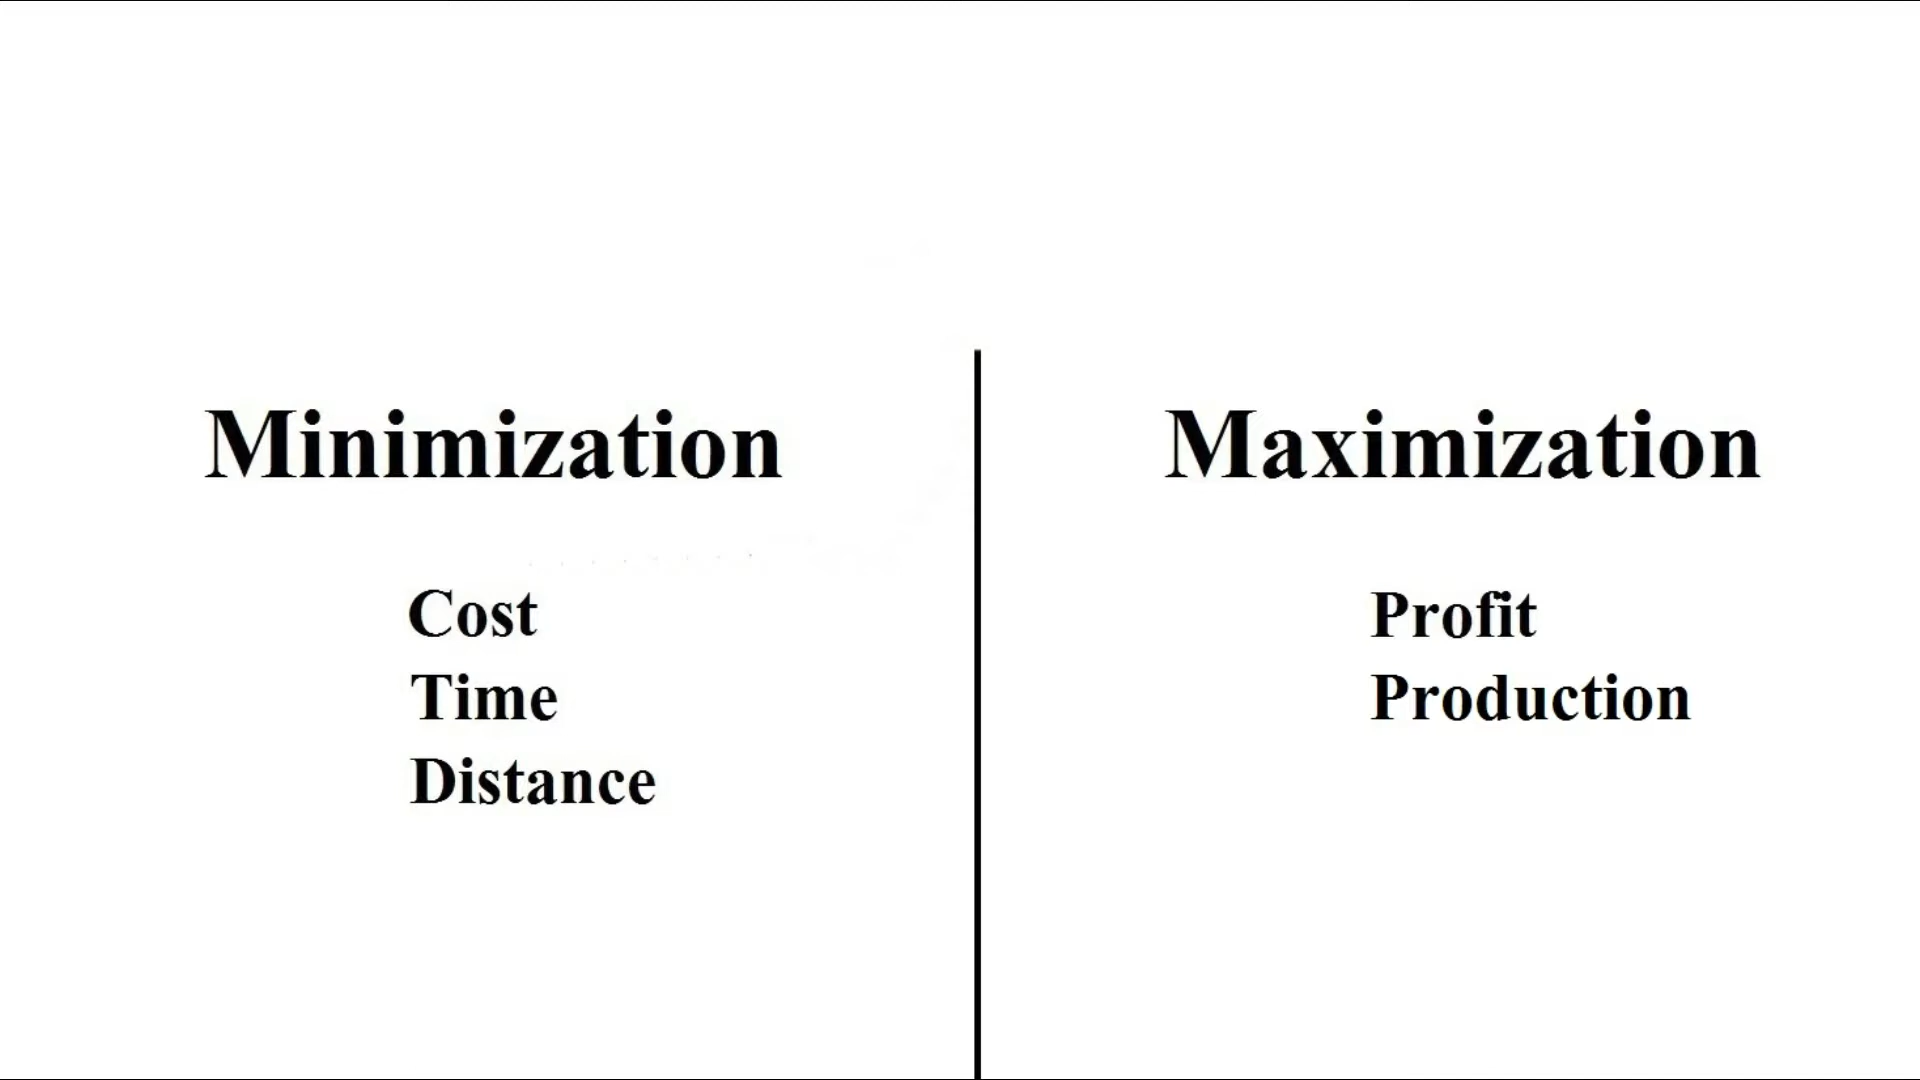 Minimization
Cost
Time
Distance
Maximization
Profit
Production